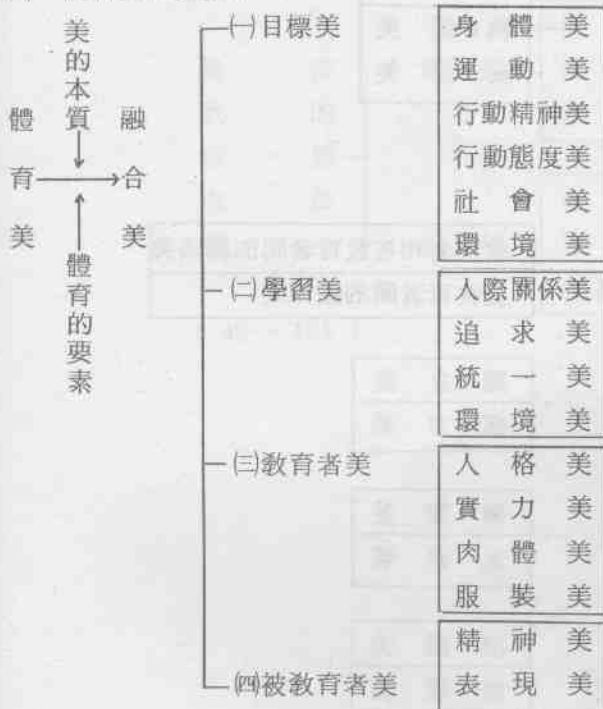 體育美
美的本質
體育的要素
融合美
㈠目標美
身體美
運動美
行動精神美
行動態度美
社會美
環境美
㈡學習美
人際關係美
追求美
統一美
環境美
㈢教育者美
人格美
實力美
肉體美
服裝美
㈣被教育者美
精神美
表現美